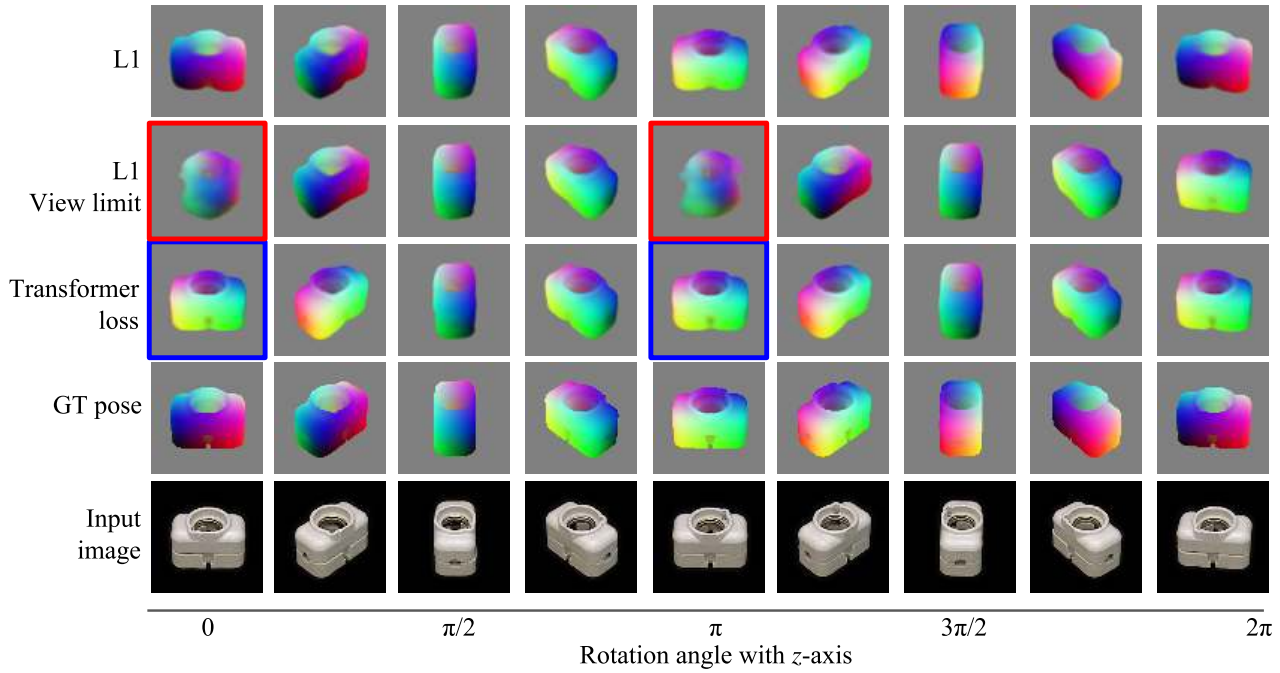 L1
L1
View limit
Transformer
loss
GT pose
Input
image
0
π/2
π
3π/2
2π
Rotation angle with z-axis